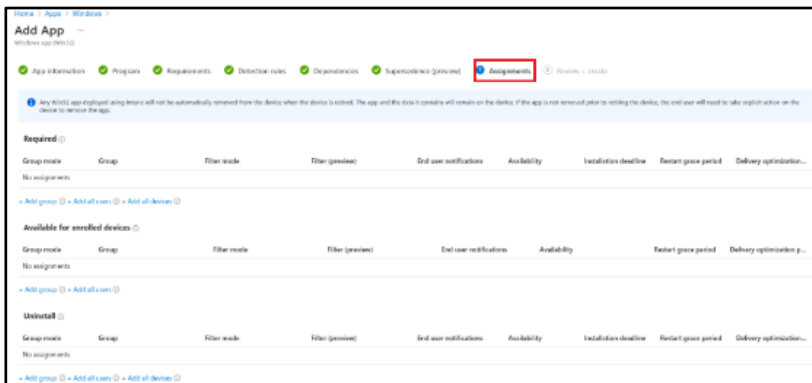 Home > Apps > Windows >
Add App ...
Windows app (Win32)
App information Program Requirements Detection rules Dependencies Supersedence (preview) Assignments Review + create
Any Win32 app deployed using Intune will not be automatically removed from the device when the device is retired. The app and the data it contains will remain on the device. If the app is not removed prior to retiring the device, the end user will need to take explicit action on the
device to remove the app.
Required
Group mode Group Filter mode Filter (preview) End user notifications Availability Installation deadline Restart grace period Delivery optimization...
No assignments
+ Add group + Add all users + Add all devices
Available for enrolled devices
Group mode Group Filter mode Filter (preview) End user notifications Availability Restart grace period Delivery optimization p...
No assignments
+ Add group + Add all users
Uninstall
Group mode Group Filter mode Filter (preview) End user notifications Availability Installation deadline Restart grace period Delivery optimization...
No assignments
+ Add group + Add all users + Add all devices